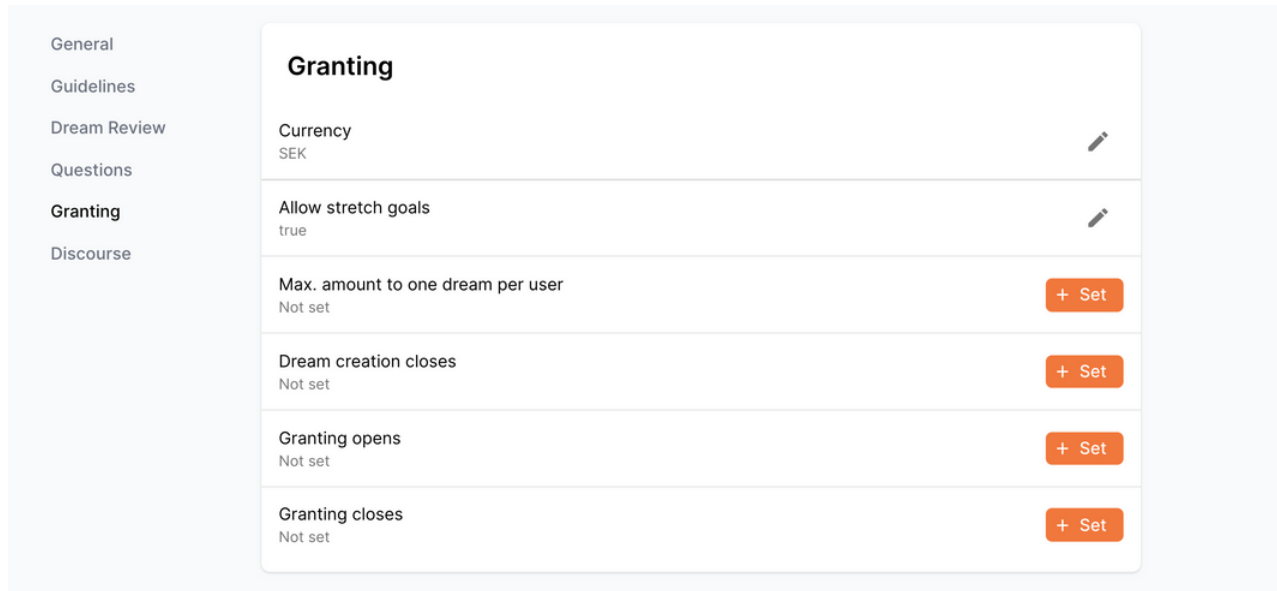 General
Guidelines
Dream Review
Questions
Granting
Discourse
Granting
Currency
SEK
Allow stretch goals
true
Max. amount to one dream per user
Not set
+ Set
Dream creation closes
Not set
+ Set
Granting opens
Not set
+ Set
Granting closes
Not set
+ Set